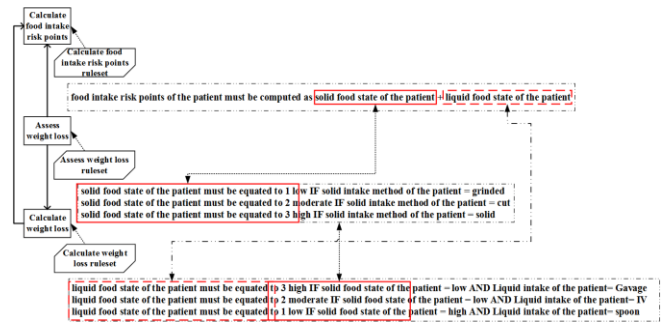 Calculate
food intake
risk points
Calculate food
intake risk points
ruleset
food intake risk points of the patient must be computed as solid food state of the patient + liquid food state of the patient
Assess
weight loss
Assess weight loss
ruleset
solid food state of the patient must be equated to 1 low IF solid intake method of the patient = grinded
solid food state of the patient must be equated to 2 moderate IF solid intake method of the patient = cut
solid food state of the patient must be equated to 3 high IF solid intake method of the patient = solid
Calculate
weight loss
Calculate weight
loss ruleset
liquid food state of the patient must be equated to 3 high IF solid food state of the patient = low AND Liquid intake of the patient= Gavage
liquid food state of the patient must be equated to 2 moderate IF solid food state of the patient = low AND Liquid intake of the patient= IV
liquid food state of the patient must be equated to 1 low IF solid food state of the patient = high AND Liquid intake of the patient= spoon